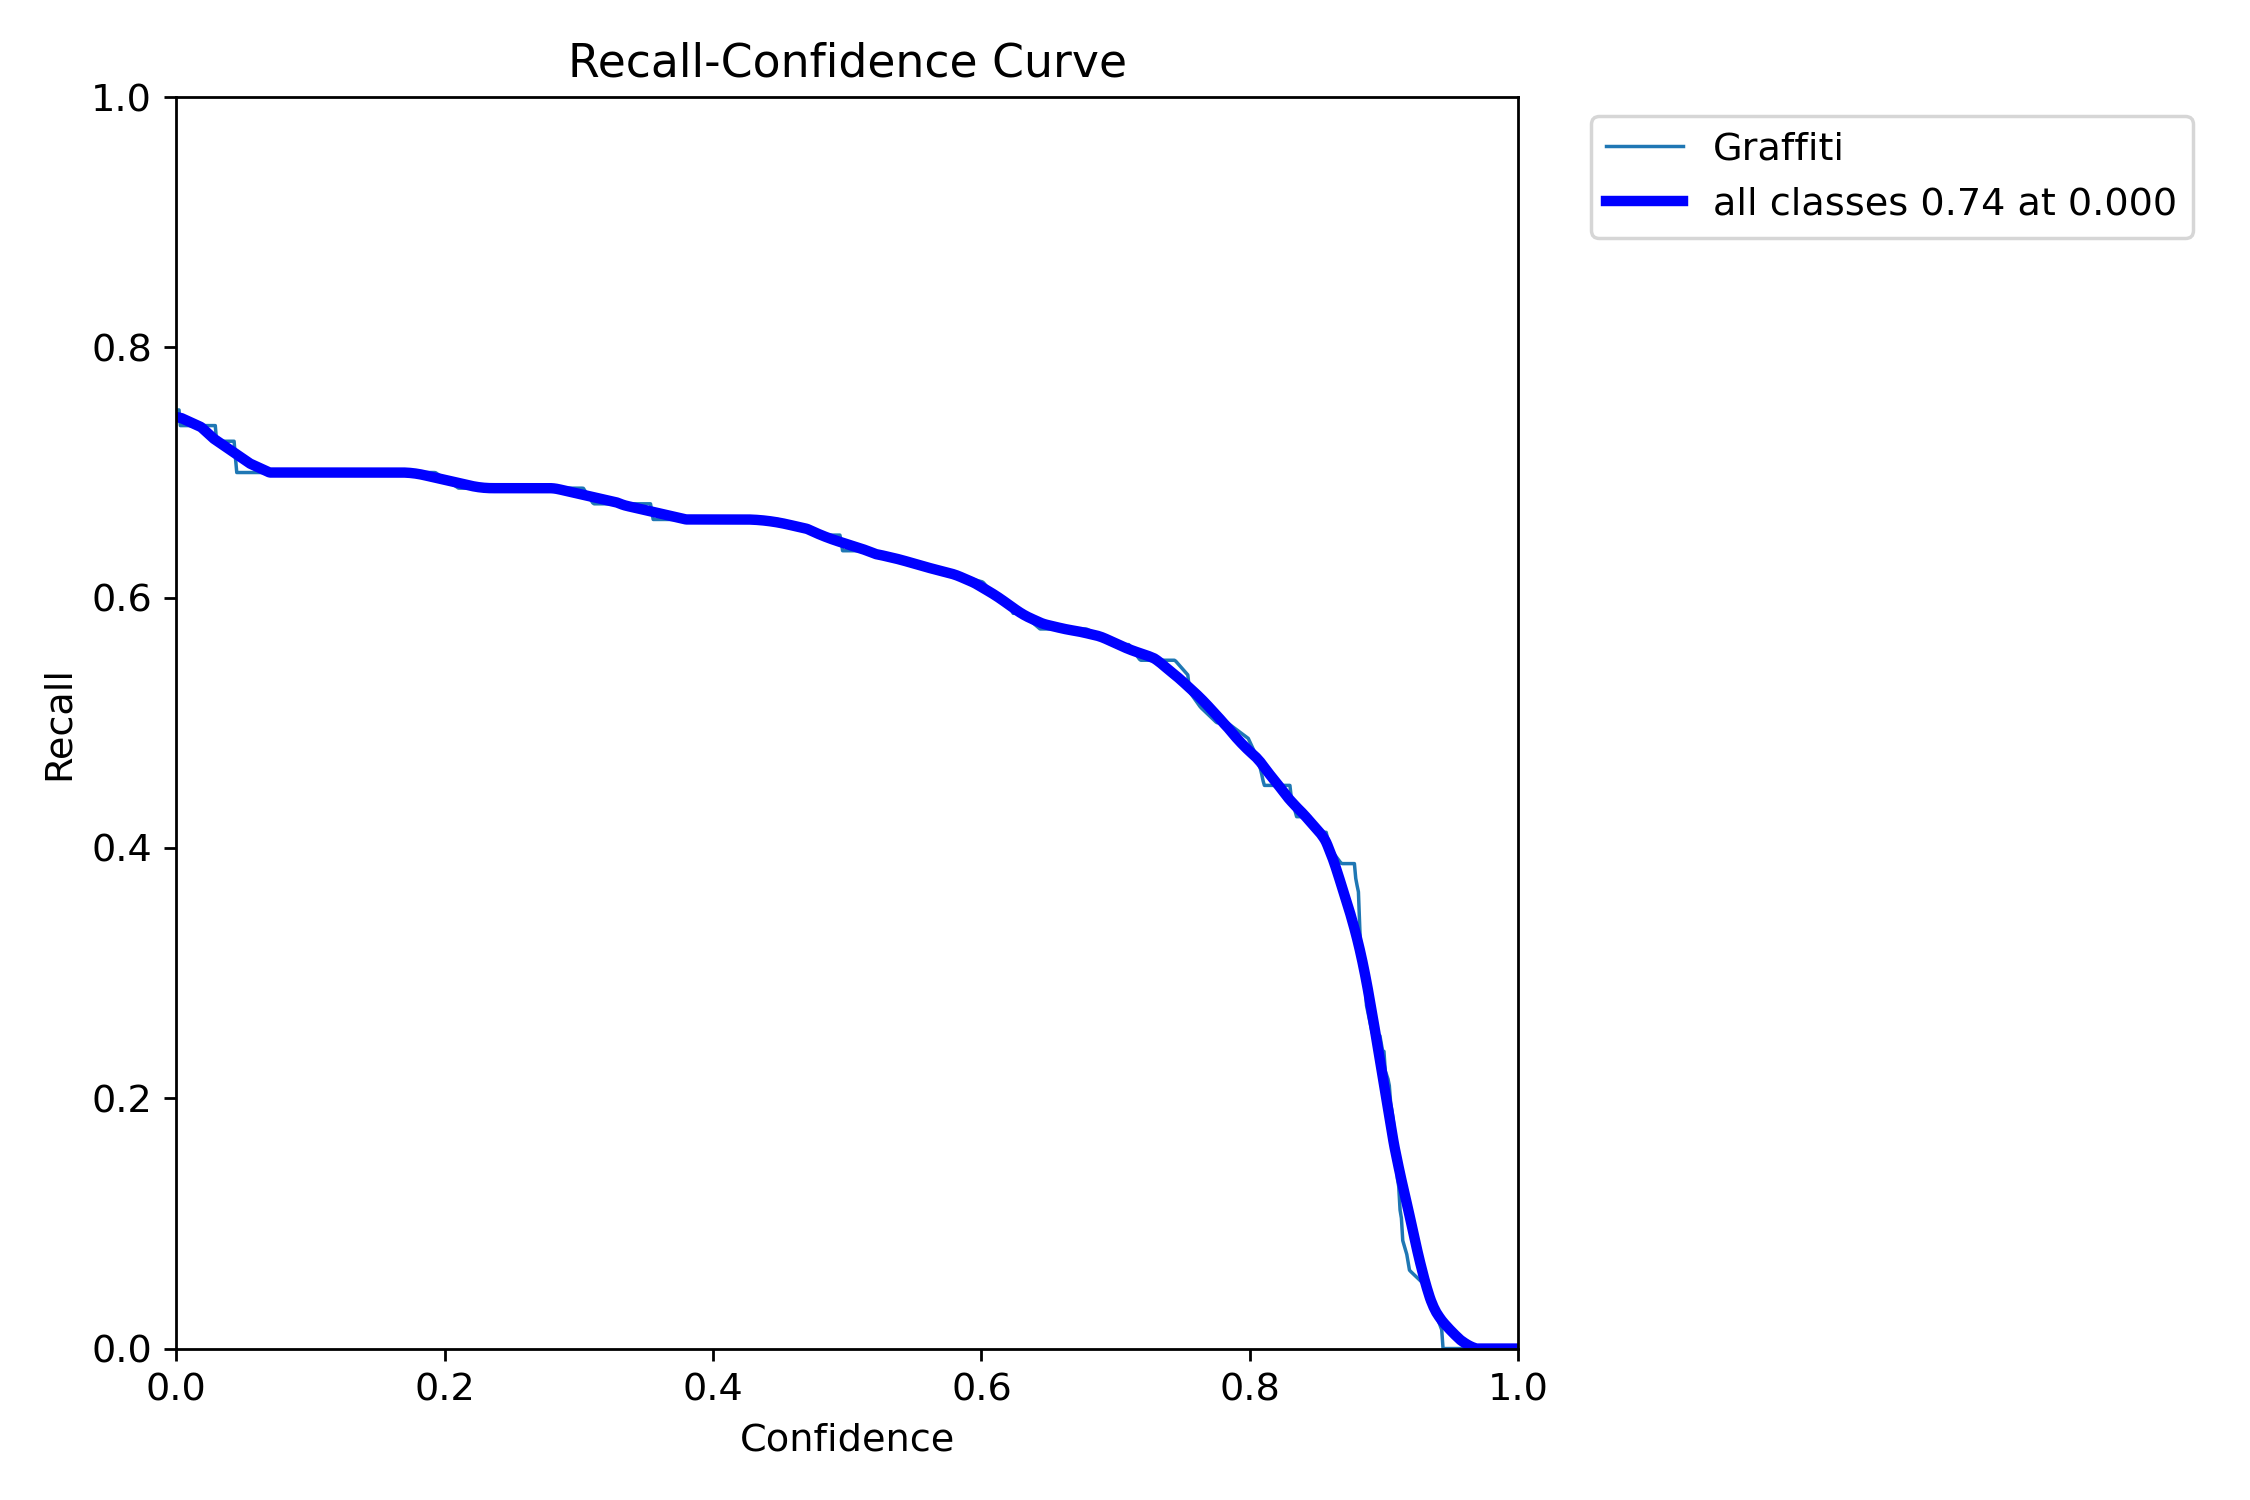 Recall-Confidence Curve
1.0
0.8
0.6
0.4
0.2
0.0
Recall
0.0 0.2 0.4 0.6 0.8 1.0
Confidence
Graffiti
all classes 0.74 at 0.000